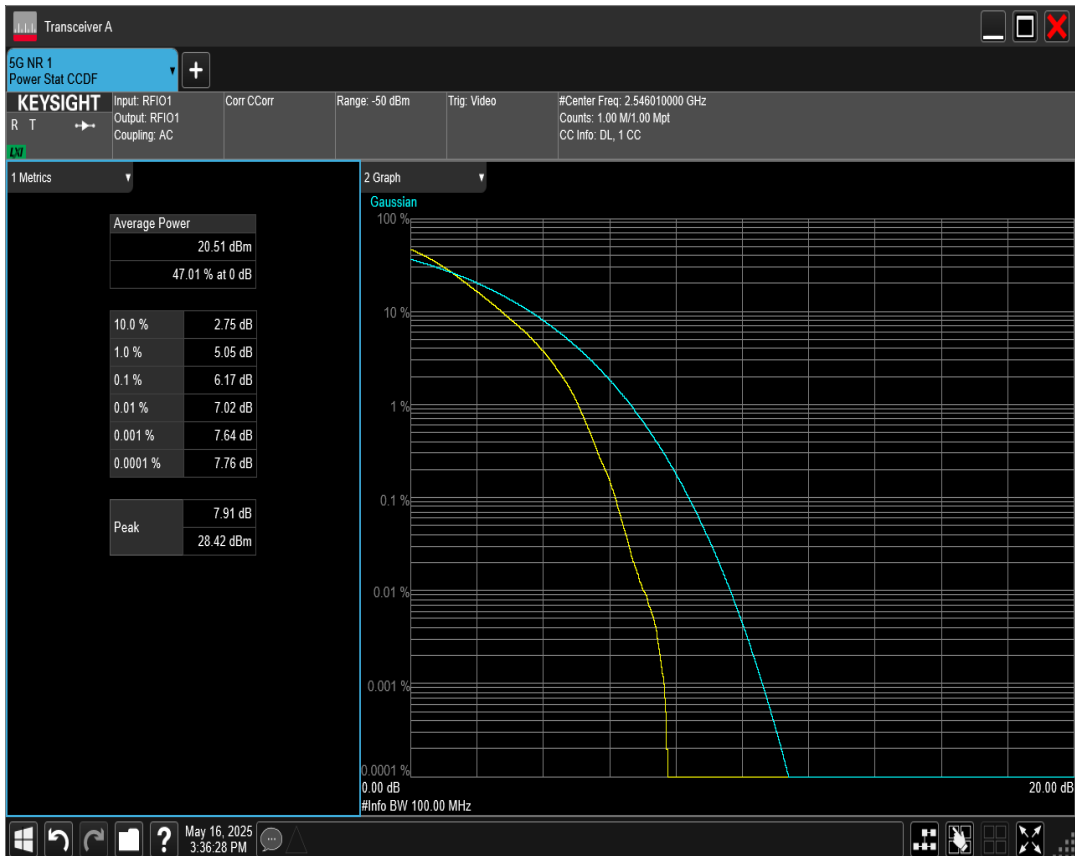 Transceiver A
5G NR 1
Power Stat CCDF
+
KEYSIGHT
R T
LXI
Input: RFIO1
Output: RFIO1
Coupling: AC
Corr CCorr
Range: -50 dBm
Trig: Video
#Center Freq: 2.546010000 GHz
Counts: 1.00 M/1.00 Mpt
CC Info: DL, 1 CC
1 Metrics
Average Power
20.51 dBm
47.01 % at 0 dB
10.0 % 2.75 dB
1.0 % 5.05 dB
0.1 % 6.17 dB
0.01 % 7.02 dB
0.001 % 7.64 dB
0.0001 % 7.76 dB
Peak 7.91 dB
28.42 dBm
2 Graph
Gaussian
100 %
10 %
1 %
0.1 %
0.01 %
0.001 %
0.0001 %
0.00 dB 20.00 dB
#Info BW 100.00 MHz
?
May 16, 2025
3:36:28 PM